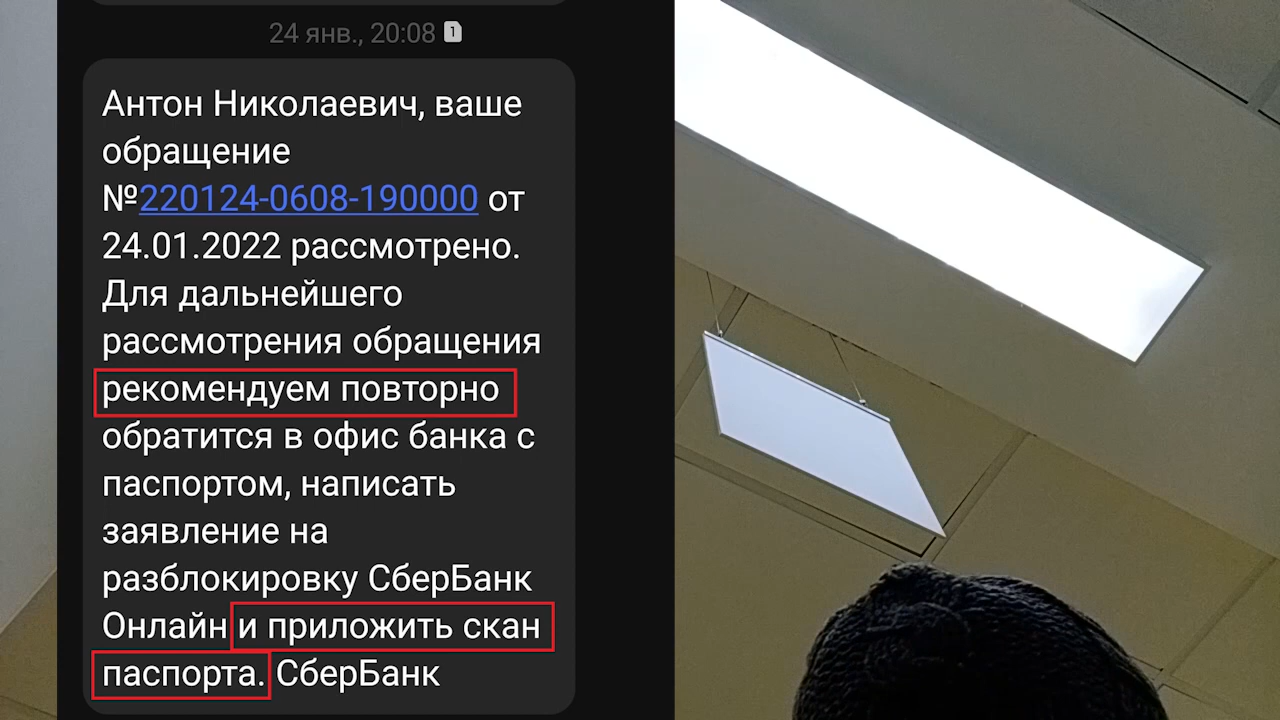 24 янв., 20:08 1
Антон Николаевич, ваше
обращение
№220124-0608-190000 от
24.01.2022 рассмотрено.
Для дальнейшего
рассмотрения обращения
рекомендуем повторно
обратится в офис банка с
паспортом, написать
заявление на
разблокировку СберБанк
Онлайн и приложить скан
паспорта. СберБанк